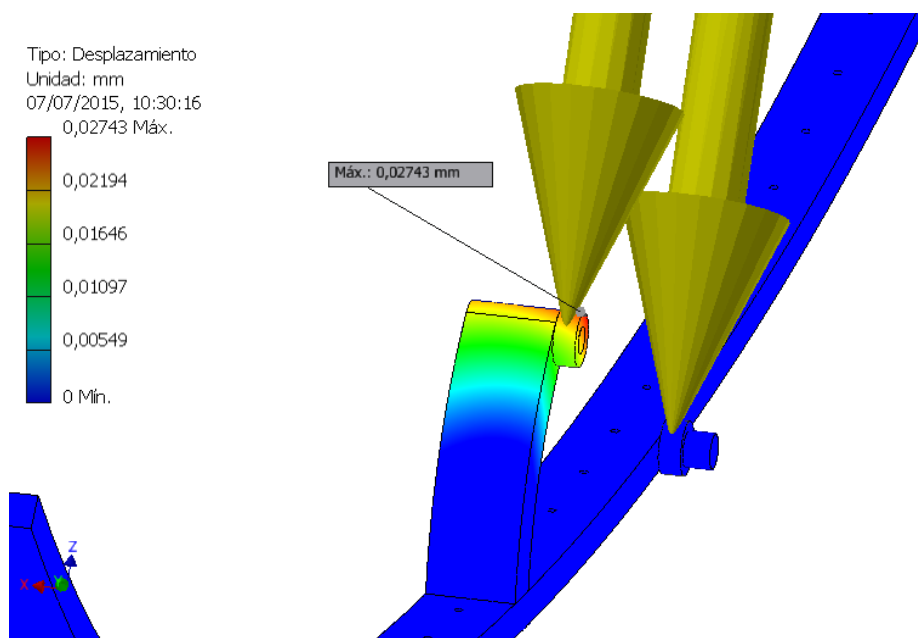 Tipo: Desplazamiento
Unidad: mm
07/07/2015, 10:30:16
0,02743 Máx.
0,02194
0,01646
0,01097
0,00549
0 Mín.
Máx.: 0,02743 mm
Z
X
Y